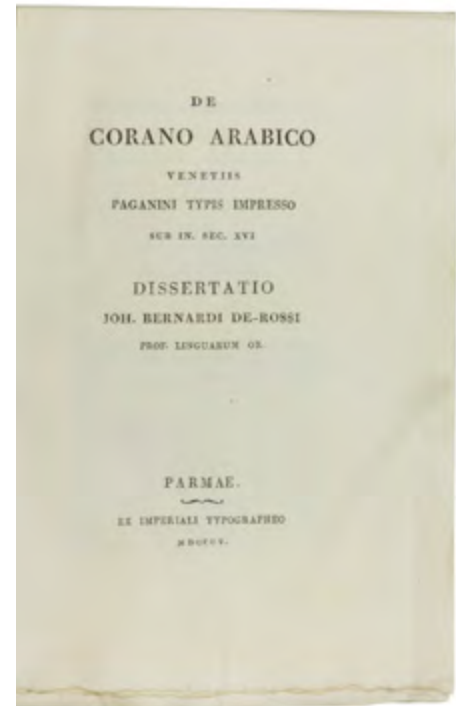 DE
CORANO ARABICO
VENETIIS
PAGANINI TYPIS IMPRESSO
SUB IN. SEC. XVI
DISSERTATIO
JOH. BERNARDI DE-ROSSI
PROF. LINGUARUM OR.
PARMAE.
EX IMPERIALI TYPOGRAPHEO
MDCCCV.